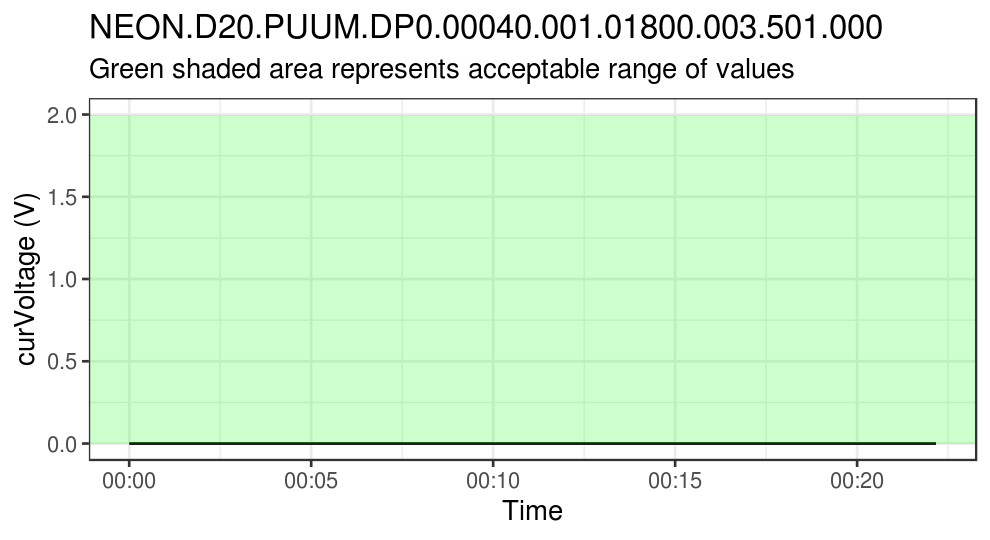 NEON.D20.PUUM.DP0.00040.001.01800.003.501.000
Green shaded area represents acceptable range of values
curVoltage (V)
2.0
1.5
1.0
0.5
0.0
00:00 00:05 00:10 00:15 00:20
Time